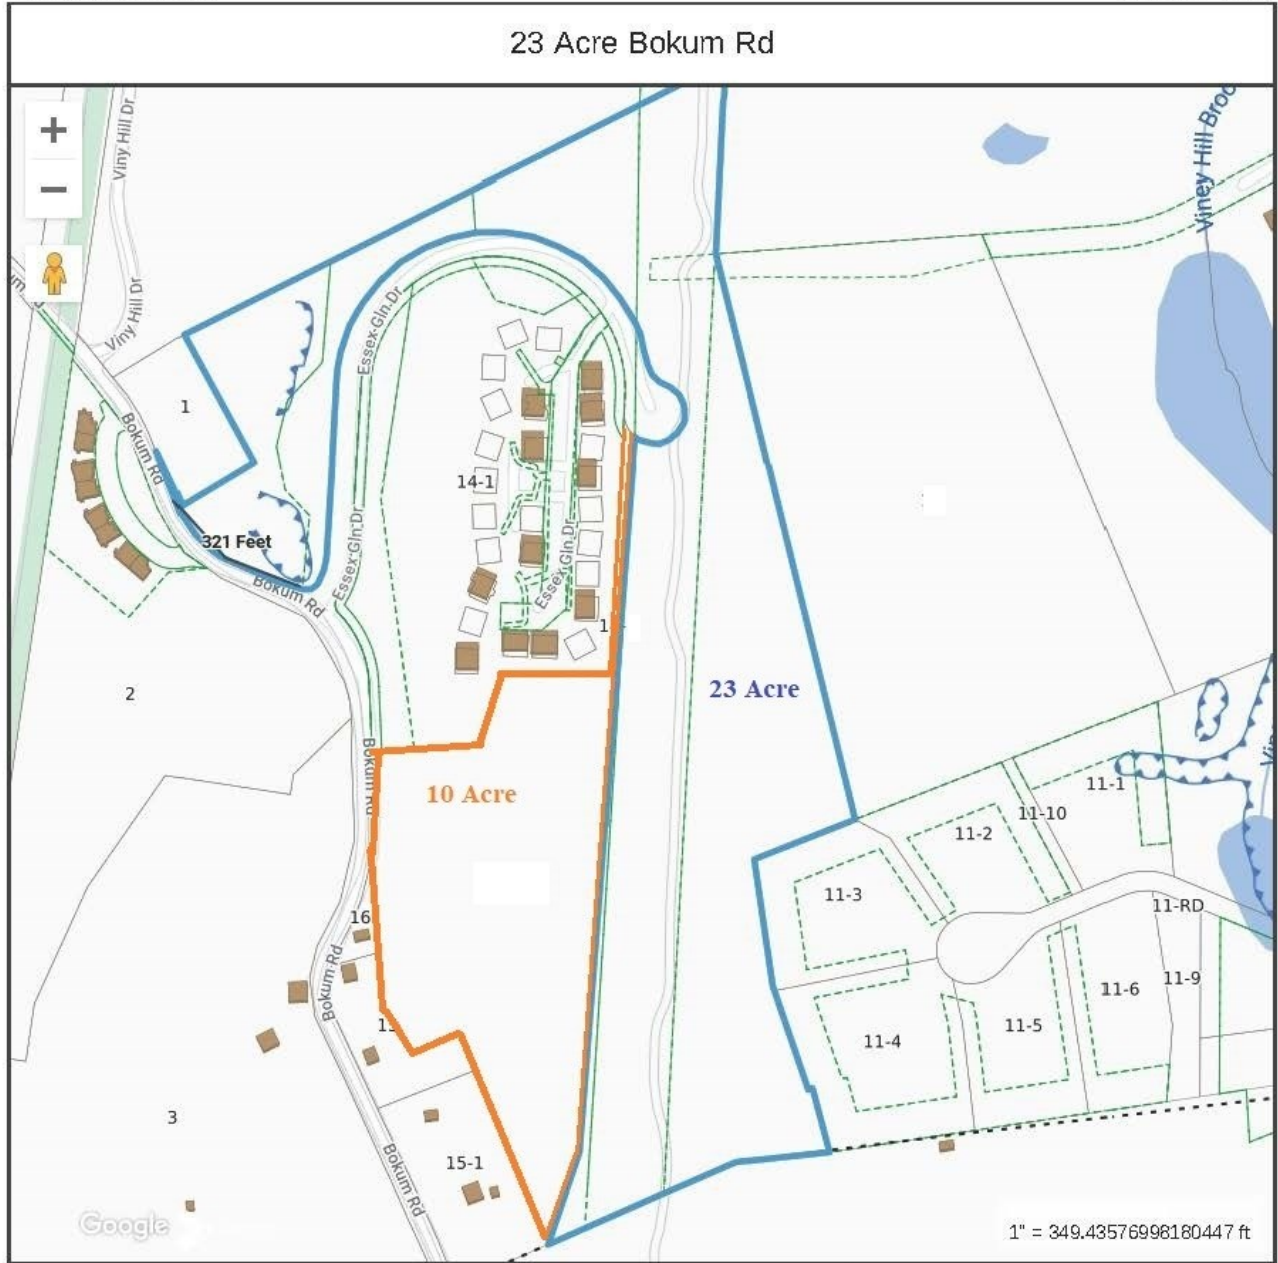 23 Acre Bokum Rd
+
−
Viny Hill Dr
Viny Hill Dr
Viney Hill Broo
Essex Gln Dr
1
Bokum Rd
14-1
321 Feet
Essex Gln Dr
Essex Gln Dr
Bokum Rd
1
2
23 Acre
Bokum Rd
10 Acre
11-1
11-10
11-2
11-3
16
11-RD
Bokum Rd
11-9
11-6
11-5
11-4
3
15-1
Bokum Rd
Google
1" = 349.43576998180447 ft